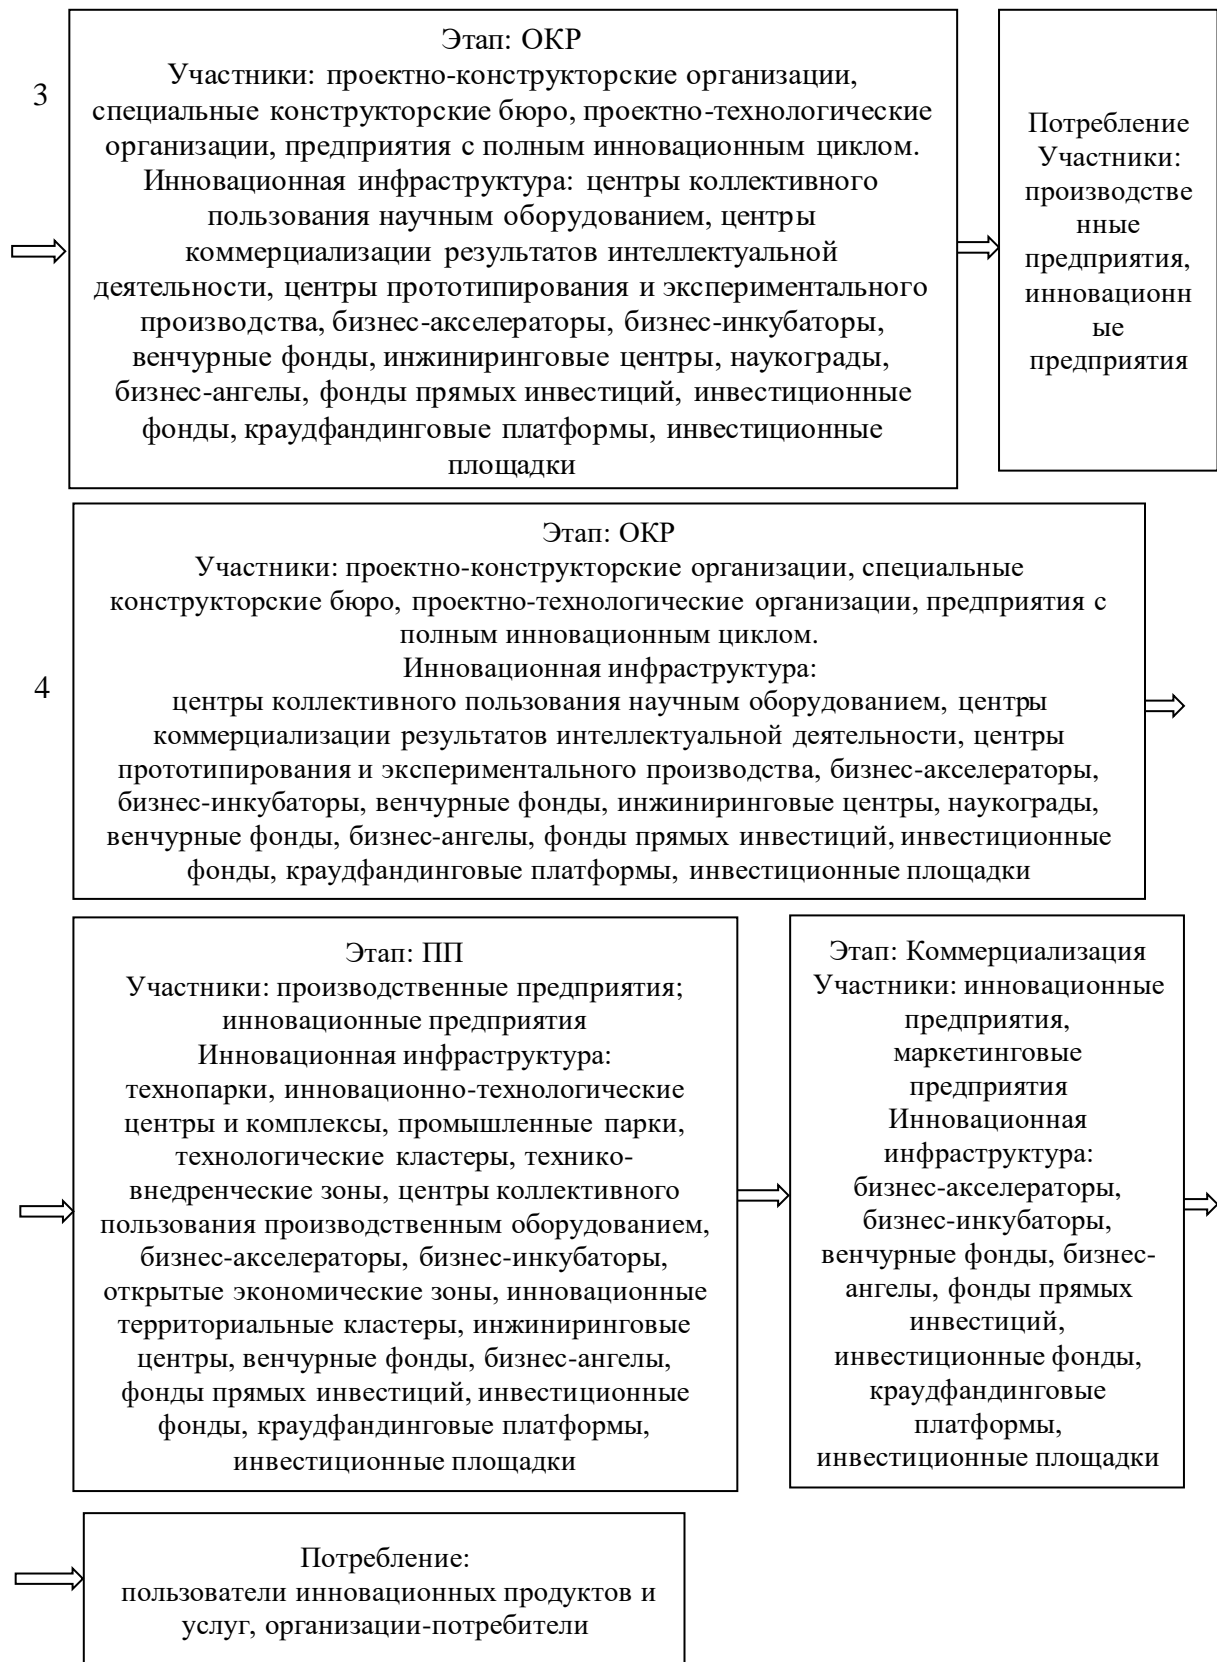 3
Этап: ОКР
Участники: проектно-конструкторские организации,
специальные конструкторские бюро, проектно-технологические
организации, предприятия с полным инновационным циклом.
Инновационная инфраструктура: центры коллективного
пользования научным оборудованием, центры
коммерциализации результатов интеллектуальной
деятельности, центры прототипирования и экспериментального
производства, бизнес-акселераторы, бизнес-инкубаторы,
венчурные фонды, инжиниринговые центры, наукограды,
бизнес-ангелы, фонды прямых инвестиций, инвестиционные
фонды, краудфандинговые платформы, инвестиционные
площадки
Потребление
Участники:
производстве
нные
предприятия,
инновационн
ые
предприятия
4
Этап: ОКР
Участники: проектно-конструкторские организации, специальные
конструкторские бюро, проектно-технологические организации, предприятия с
полным инновационным циклом.
Инновационная инфраструктура:
центры коллективного пользования научным оборудованием, центры
коммерциализации результатов интеллектуальной деятельности, центры
прототипирования и экспериментального производства, бизнес-акселераторы,
бизнес-инкубаторы, венчурные фонды, инжиниринговые центры, наукограды,
венчурные фонды, бизнес-ангелы, фонды прямых инвестиций, инвестиционные
фонды, краудфандинговые платформы, инвестиционные площадки
Этап: ПП
Участники: производственные предприятия;
инновационные предприятия
Инновационная инфраструктура:
технопарки, инновационно-технологические
центры и комплексы, промышленные парки,
технологические кластеры, технико-
внедренческие зоны, центры коллективного
пользования производственным оборудованием,
бизнес-акселераторы, бизнес-инкубаторы,
открытые экономические зоны, инновационные
территориальные кластеры, инжиниринговые
центры, венчурные фонды, бизнес-ангелы,
фонды прямых инвестиций, инвестиционные
фонды, краудфандинговые платформы,
инвестиционные площадки
Этап: Коммерциализация
Участники: инновационные
предприятия,
маркетинговые
предприятия
Инновационная
инфраструктура:
бизнес-акселераторы,
бизнес-инкубаторы,
венчурные фонды, бизнес-
ангелы, фонды прямых
инвестиций,
инвестиционные фонды,
краудфандинговые
платформы,
инвестиционные площадки
Потребление:
пользователи инновационных продуктов и
услуг, организации-потребители